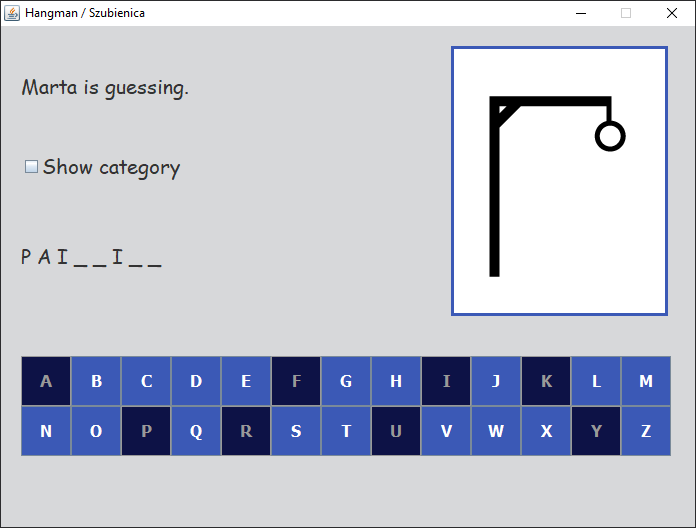 Hangman / Szubienica
Marta is guessing.
Show category
P A I _ _ I _ _
A B C D E F G H I J K L M
N O P Q R S T U V W X Y Z